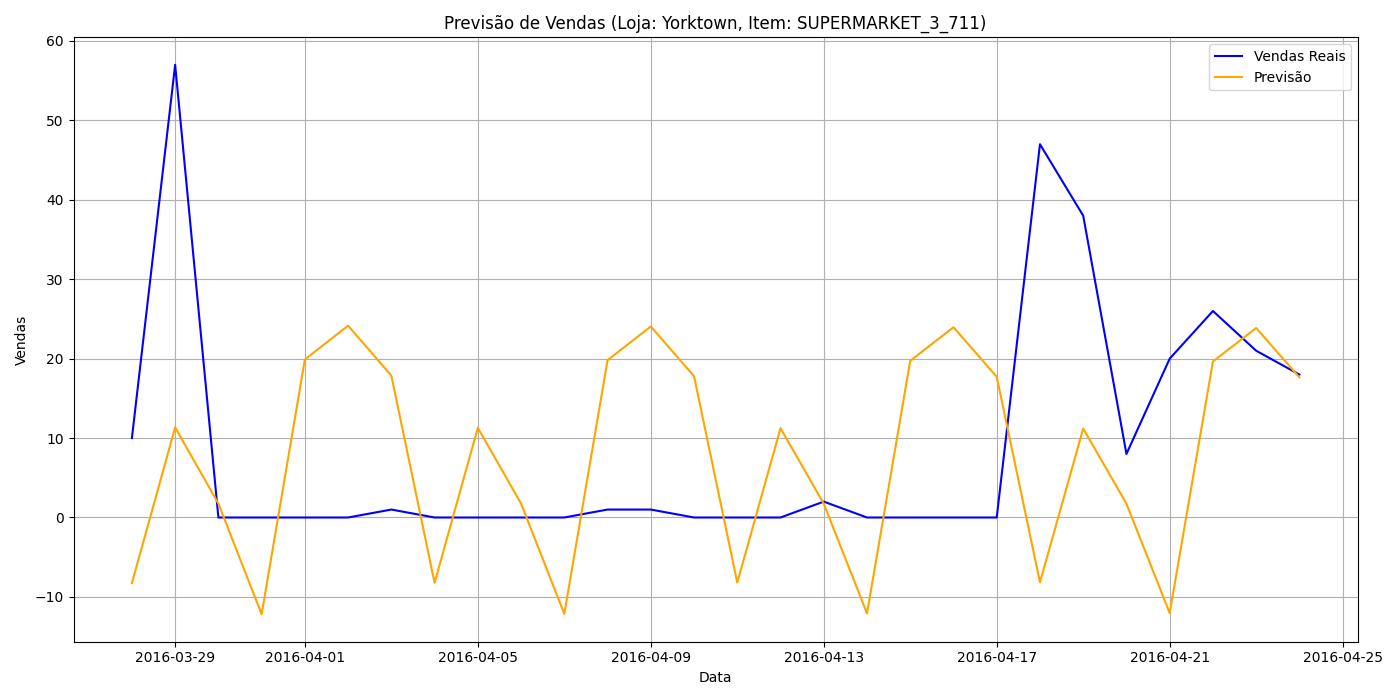 Previsão de Vendas (Loja: Yorktown, Item: SUPERMARKET_3_711)
Vendas Reais
Previsão
Vendas
60
50
40
30
20
10
0
−10
2016-03-29 2016-04-01 2016-04-05 2016-04-09 2016-04-13 2016-04-17 2016-04-21 2016-04-25
Data